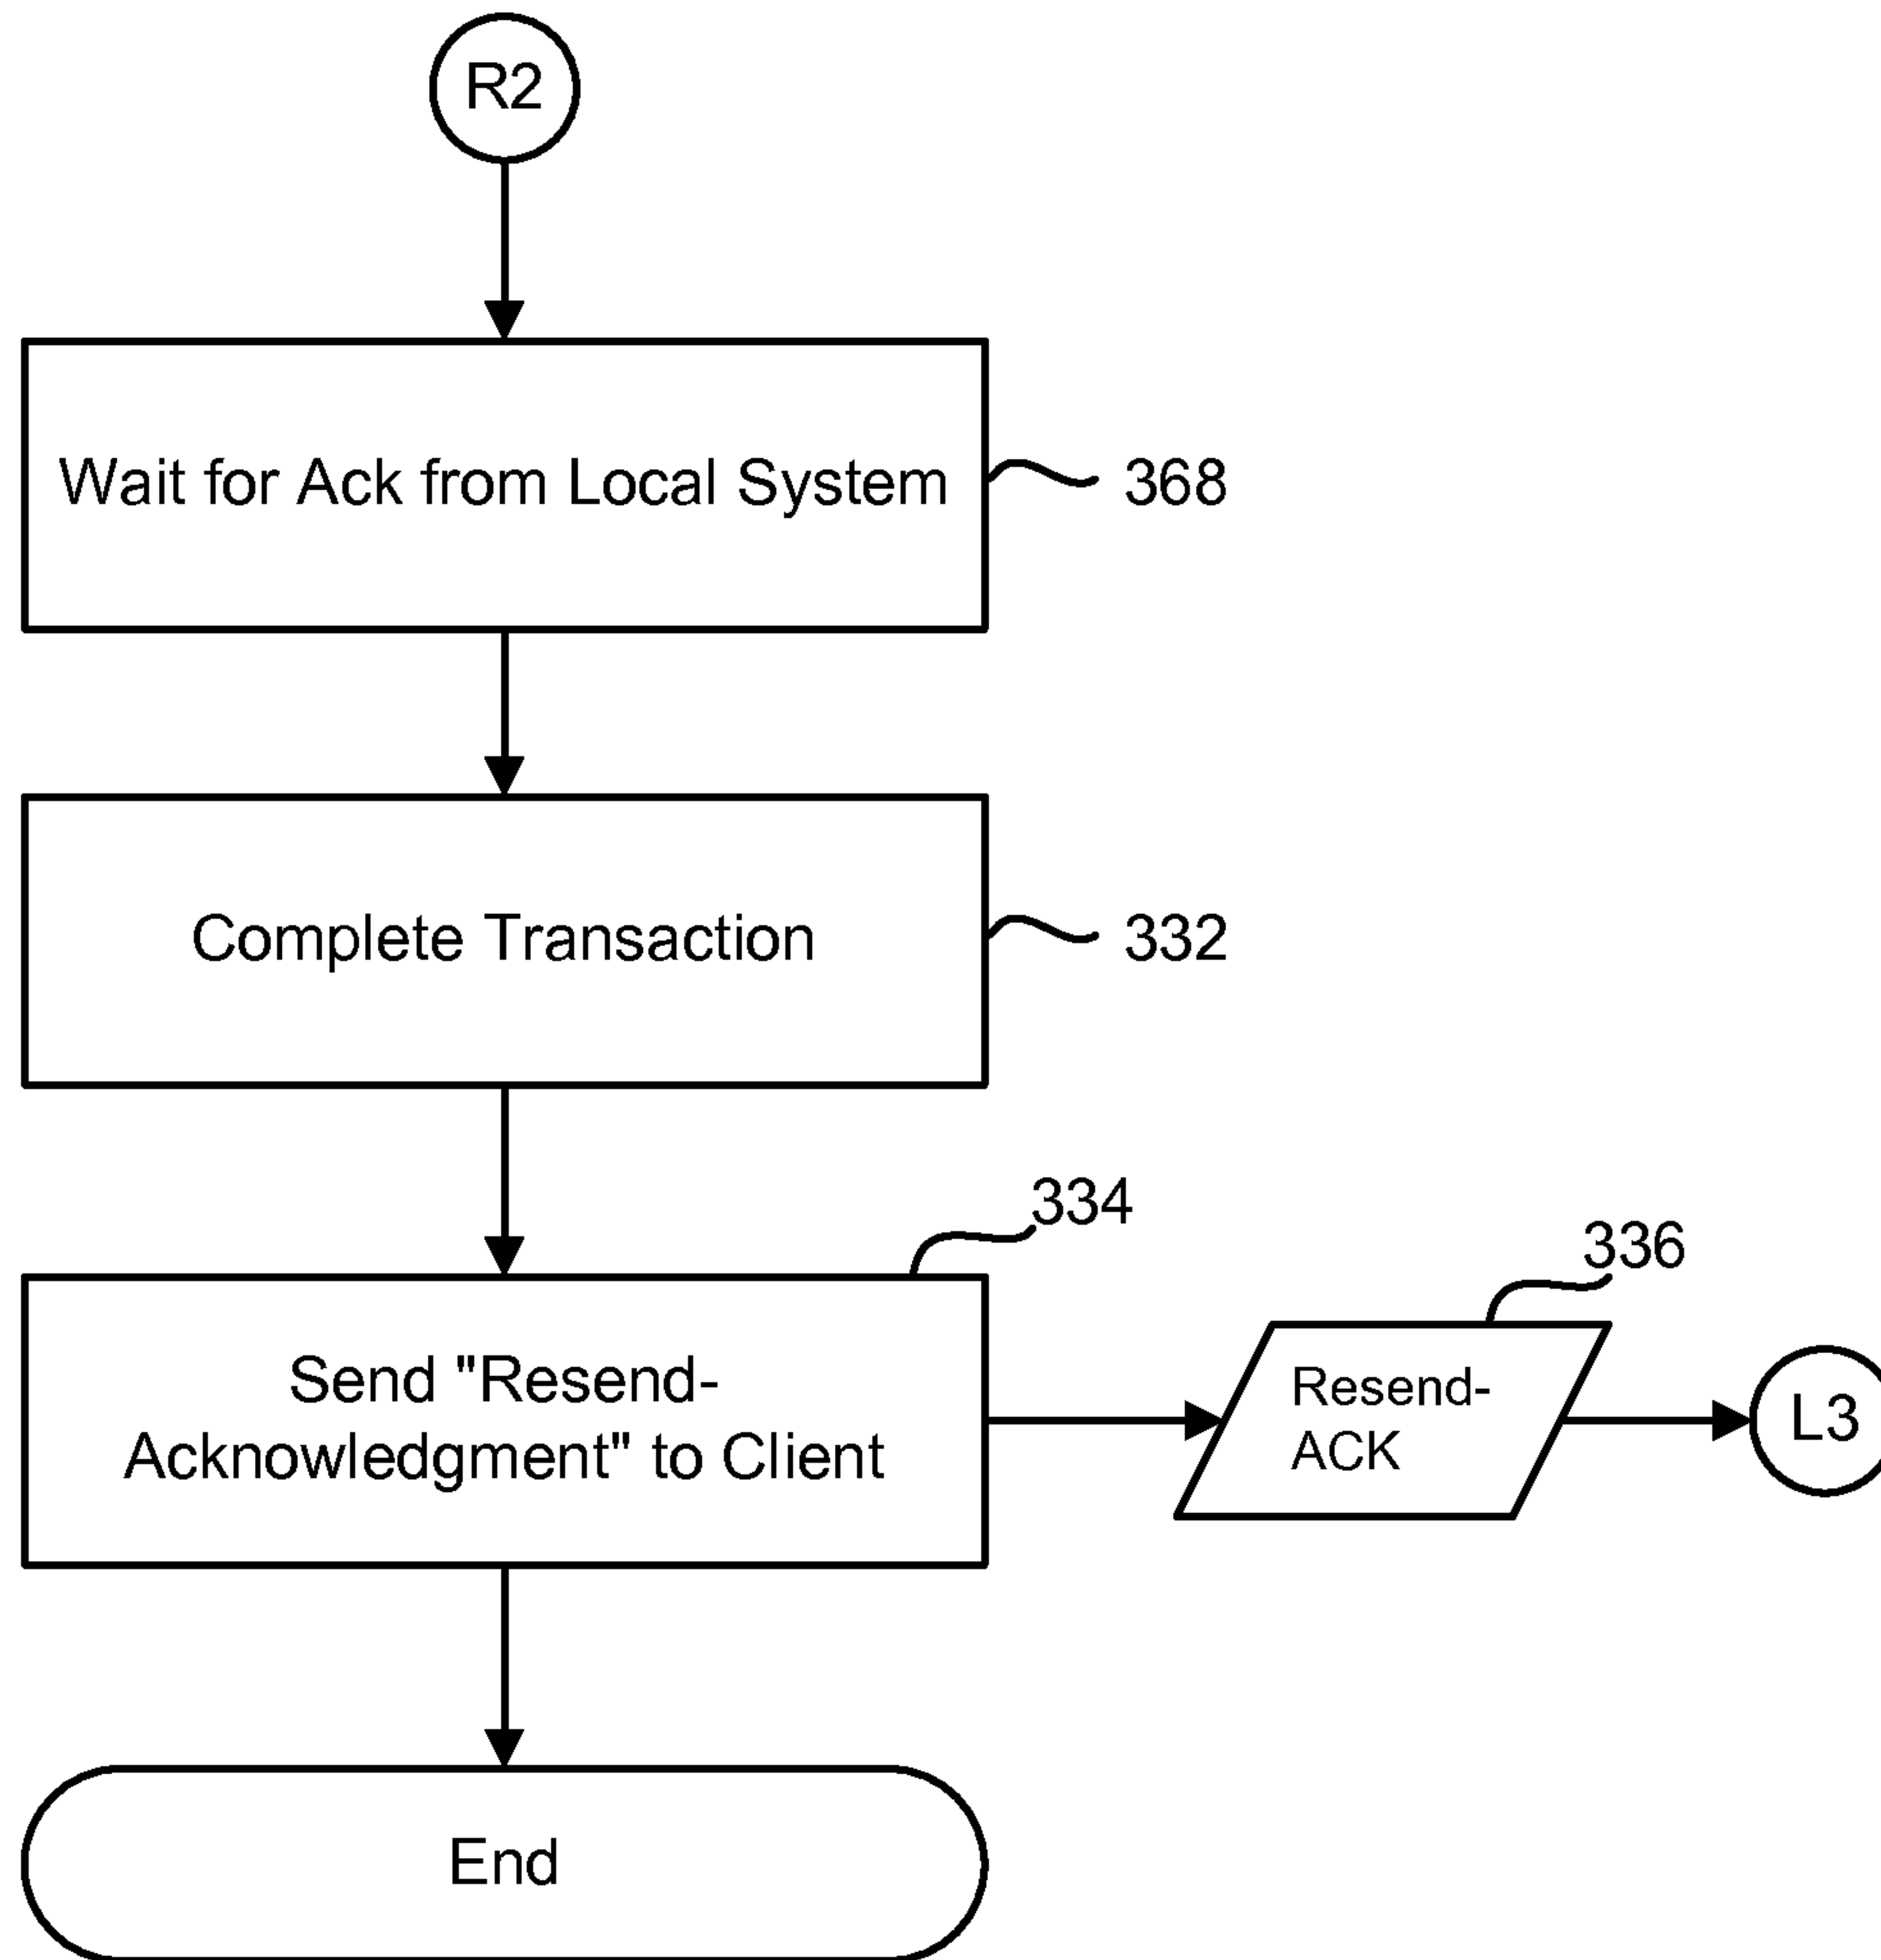 R2
Wait for Ack from Local System
368
Complete Transaction
332
334
336
Send "Resend-
Acknowledgment" to Client
Resend-
ACK
L3
End